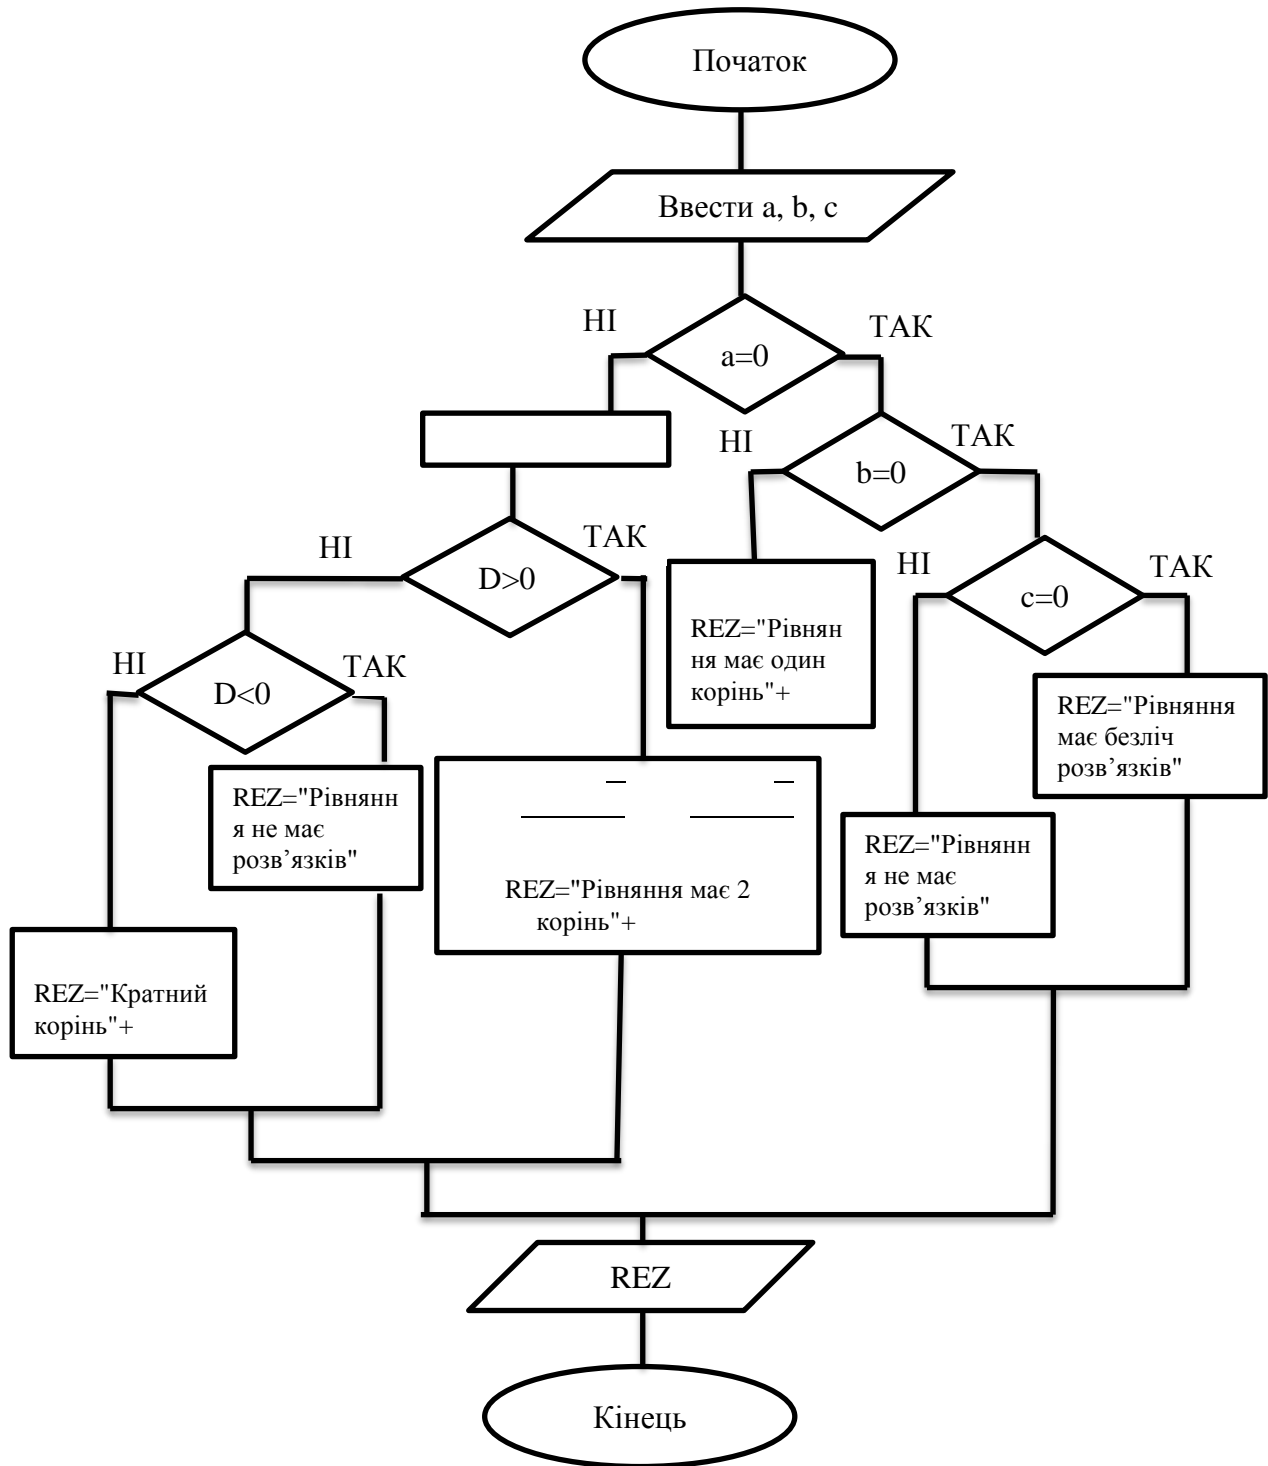 Початок
Ввести a, b, c
НІ
ТАК
a=0
НІ
ТАК
b=0
НІ
ТАК
D>0
НІ
ТАК
c=0
REZ="Рівнян
ня має один
корінь"+
НІ
ТАК
D<0
REZ="Рівняння
має безліч
розв’язків"
REZ="Рівнянн
я не має
розв’язків"
REZ="Рівнянн
я не має
розв’язків"
REZ="Рівняння має 2
корінь"+
REZ="Кратний
корінь"+
REZ
Кінець